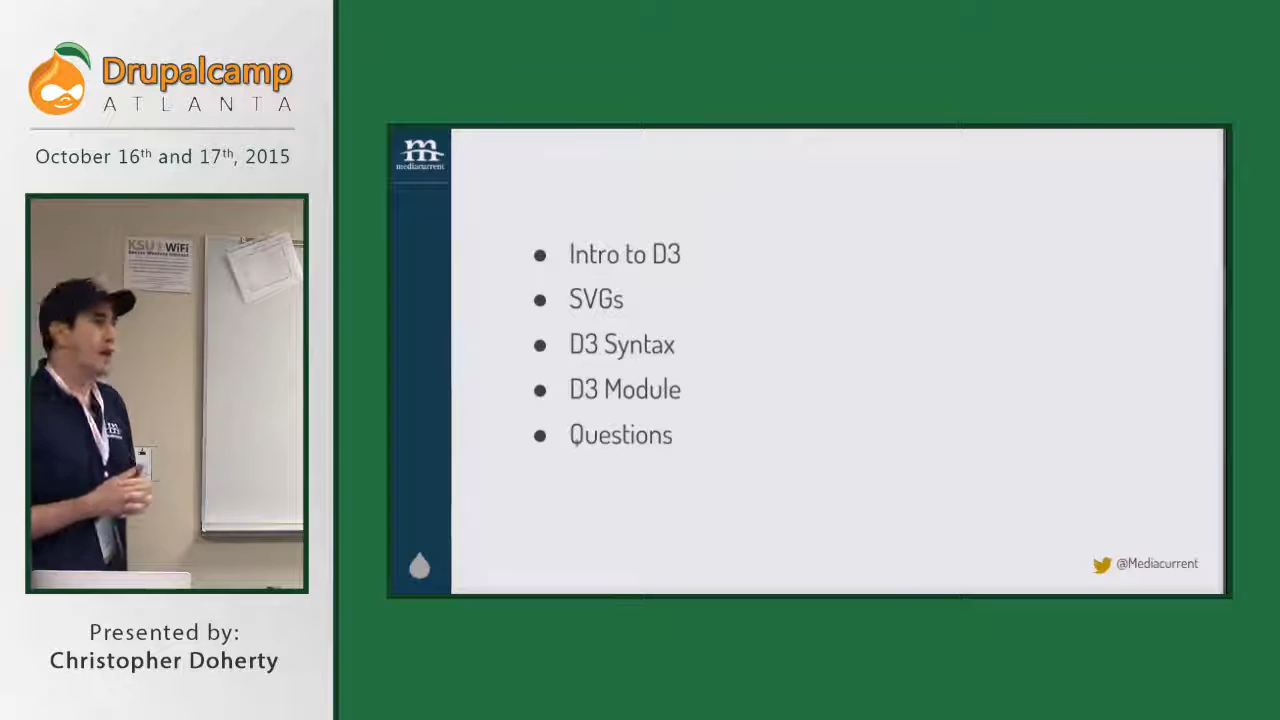 Drupalcamp
ATLANTA
October 16th and 17th, 2015
KSU WiFi
Presented by:
Christopher Doherty
m
mediacurrent
● Intro to D3
● SVGs
● D3 Syntax
● D3 Module
● Questions
@Mediacurrent